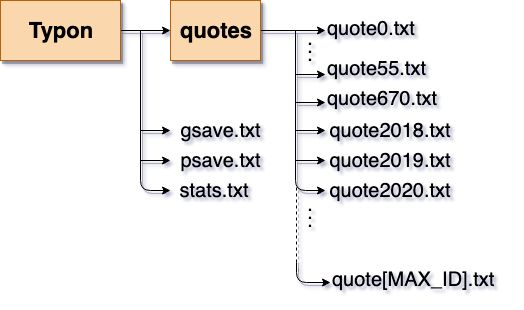 Typon
quotes
quote0.txt
quote55.txt
quote670.txt
gsave.txt
quote2018.txt
psave.txt
quote2019.txt
stats.txt
quote2020.txt
quote[MAX_ID].txt